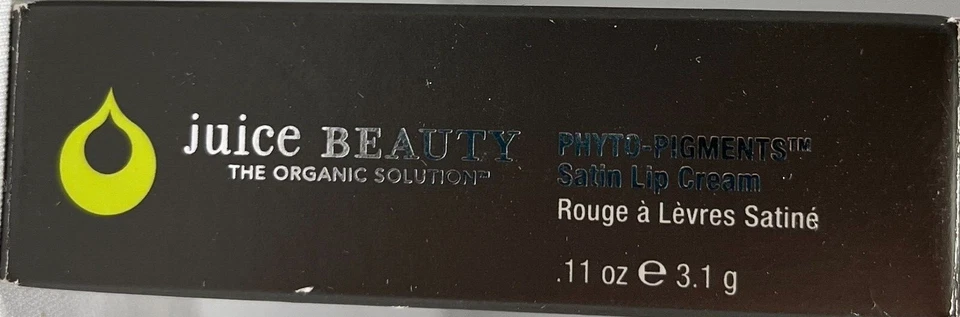 juice BEAUTY
THE ORGANIC SOLUTION™
PHYTO-PIGMENTS™
Satin Lip Cream
Rouge à Lèvres Satiné
.11 oz ℮ 3.1 g